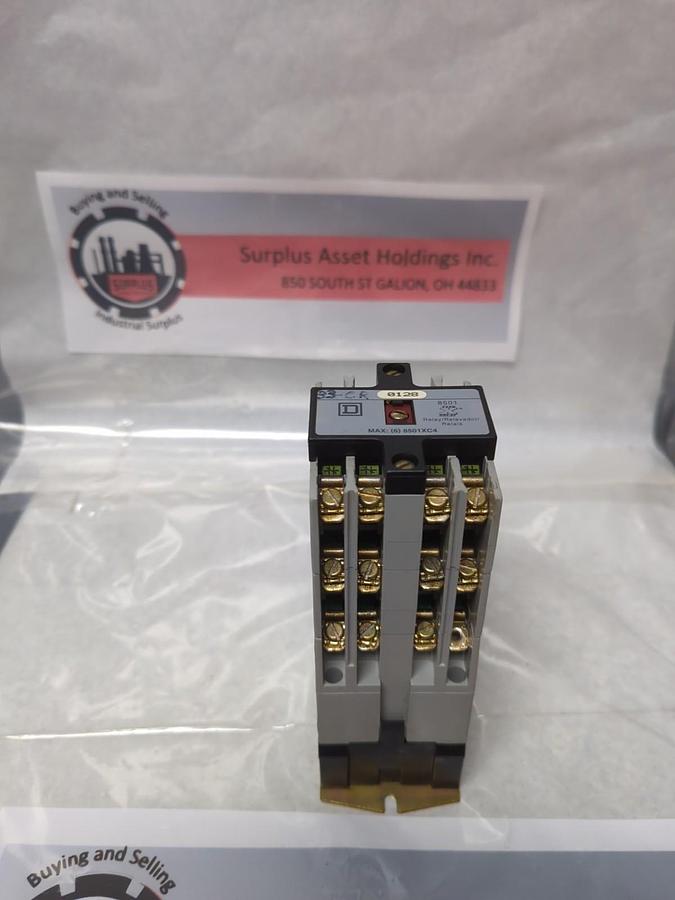 Buying and Selling
SURPLUS
Industrial Surplus
Surplus Asset Holdings Inc.
850 SOUTH ST GALION, OH 44833
0128
D
8501
Relay/Relevador/
Relais
MAX: (6) 8501XC4
Buying and Selling